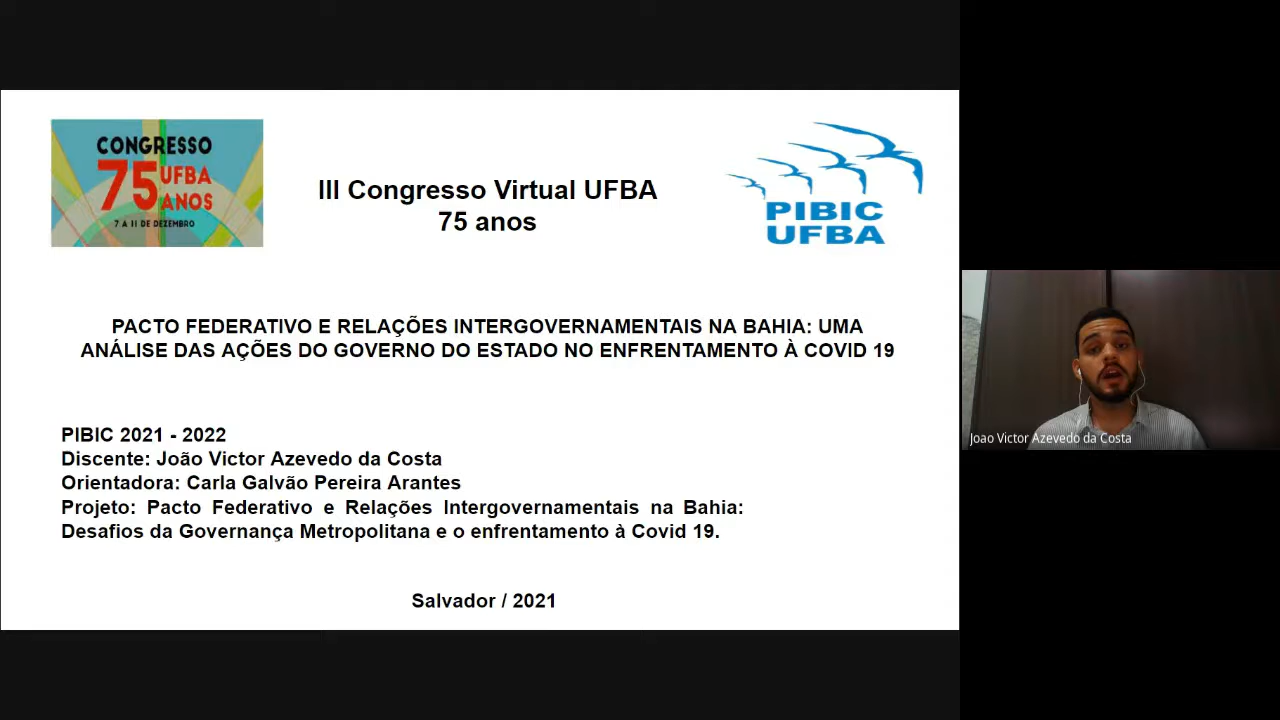 CONGRESSO
75 UFBA
ANOS
7 A 11 DE DEZEMBRO
III Congresso Virtual UFBA
75 anos
PIBIC
UFBA
PACTO FEDERATIVO E RELAÇÕES INTERGOVERNAMENTAIS NA BAHIA: UMA
ANÁLISE DAS AÇÕES DO GOVERNO DO ESTADO NO ENFRENTAMENTO À COVID 19
PIBIC 2021 - 2022
Discente: João Victor Azevedo da Costa
Orientadora: Carla Galvão Pereira Arantes
Projeto: Pacto Federativo e Relações Intergovernamentais na Bahia:
Desafios da Governança Metropolitana e o enfrentamento à Covid 19.
Salvador / 2021
Joao Victor Azevedo da Costa